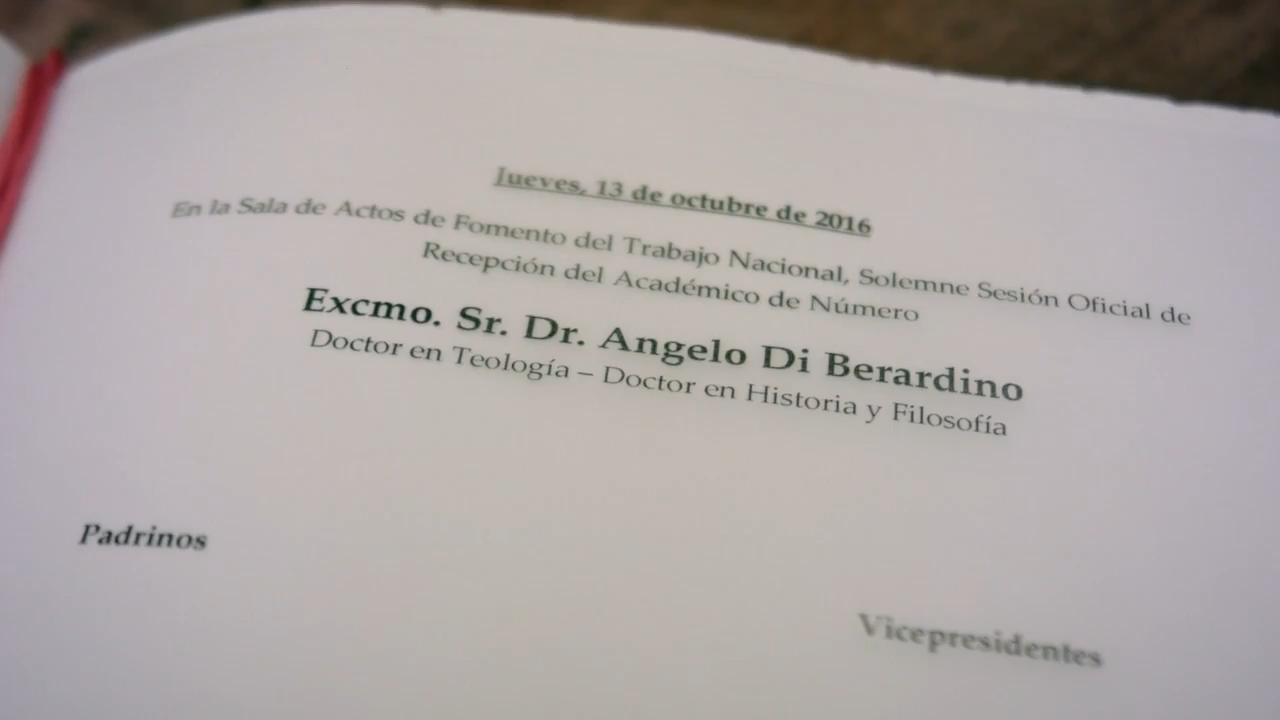 Jueves, 13 de octubre de 2016
En la Sala de Actos de Fomento del Trabajo Nacional, Solemne Sesión Oficial de
Recepción del Académico de Número
Excmo. Sr. Dr. Angelo Di Berardino
Doctor en Teología – Doctor en Historia y Filosofía
Padrinos
Vicepresidentes